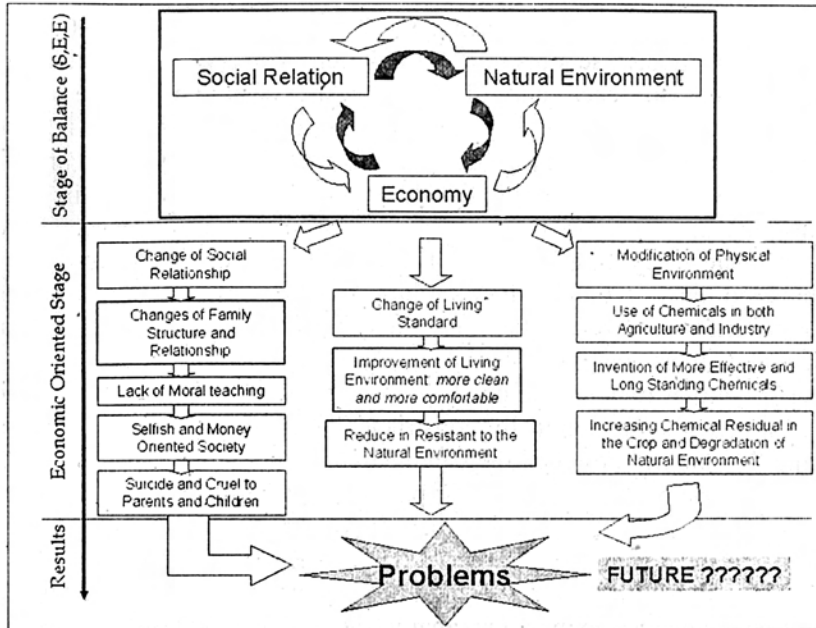 Stage of Balance (S,E,E)
Social Relation
Natural Environment
Economy
Economic Oriented Stage
Change of Social
Relationship
Changes of Family
Structure and
Relationship
Lack of Moral teaching
Selfish and Money
Oriented Society
Suicide and Cruel to
Parents and Children
Change of Living
Standard
Improvement of Living
Environment: more clean
and more comfortable
Reduce in Resistant to the
Natural Environment
Modification of Physical
Environment
Use of Chemicals in both
Agriculture and Industry
Invention of More Effective and
Long Standing Chemicals
Increasing Chemical Residual in
the Crop and Degradation of
Natural Environment
Results
Problems
FUTURE ??????